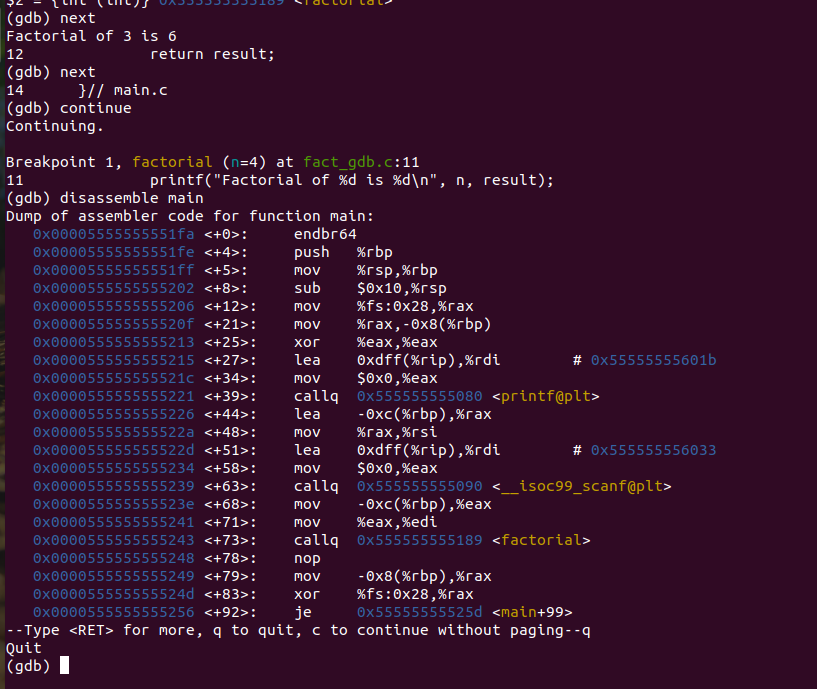 $2 = {int (int)} 0x555555555189 <factorial>
(gdb) next
Factorial of 3 is 6
12              return result;
(gdb) next
14      }// main.c
(gdb) continue
Continuing.

Breakpoint 1, factorial (n=4) at fact_gdb.c:11
11              printf("Factorial of %d is %d\n", n, result);
(gdb) disassemble main
Dump of assembler code for function main:
   0x00005555555551fa <+0>:     endbr64
   0x00005555555551fe <+4>:     push   %rbp
   0x00005555555551ff <+5>:     mov    %rsp,%rbp
   0x0000555555555202 <+8>:     sub    $0x10,%rsp
   0x0000555555555206 <+12>:    mov    %fs:0x28,%rax
   0x000055555555520f <+21>:    mov    %rax,-0x8(%rbp)
   0x0000555555555213 <+25>:    xor    %eax,%eax
   0x0000555555555215 <+27>:    lea    0xdff(%rip),%rdi        # 0x55555555601b
   0x000055555555521c <+34>:    mov    $0x0,%eax
   0x0000555555555221 <+39>:    callq  0x555555555080 <printf@plt>
   0x0000555555555226 <+44>:    lea    -0xc(%rbp),%rax
   0x000055555555522a <+48>:    mov    %rax,%rsi
   0x000055555555522d <+51>:    lea    0xdff(%rip),%rdi        # 0x555555556033
   0x0000555555555234 <+58>:    mov    $0x0,%eax
   0x0000555555555239 <+63>:    callq  0x555555555090 <__isoc99_scanf@plt>
   0x000055555555523e <+68>:    mov    -0xc(%rbp),%eax
   0x0000555555555241 <+71>:    mov    %eax,%edi
   0x0000555555555243 <+73>:    callq  0x555555555189 <factorial>
   0x0000555555555248 <+78>:    nop
   0x0000555555555249 <+79>:    mov    -0x8(%rbp),%rax
   0x000055555555524d <+83>:    xor    %fs:0x28,%rax
   0x0000555555555256 <+92>:    je     0x55555555525d <main+99>
--Type <RET> for more, q to quit, c to continue without paging--q
Quit
(gdb)